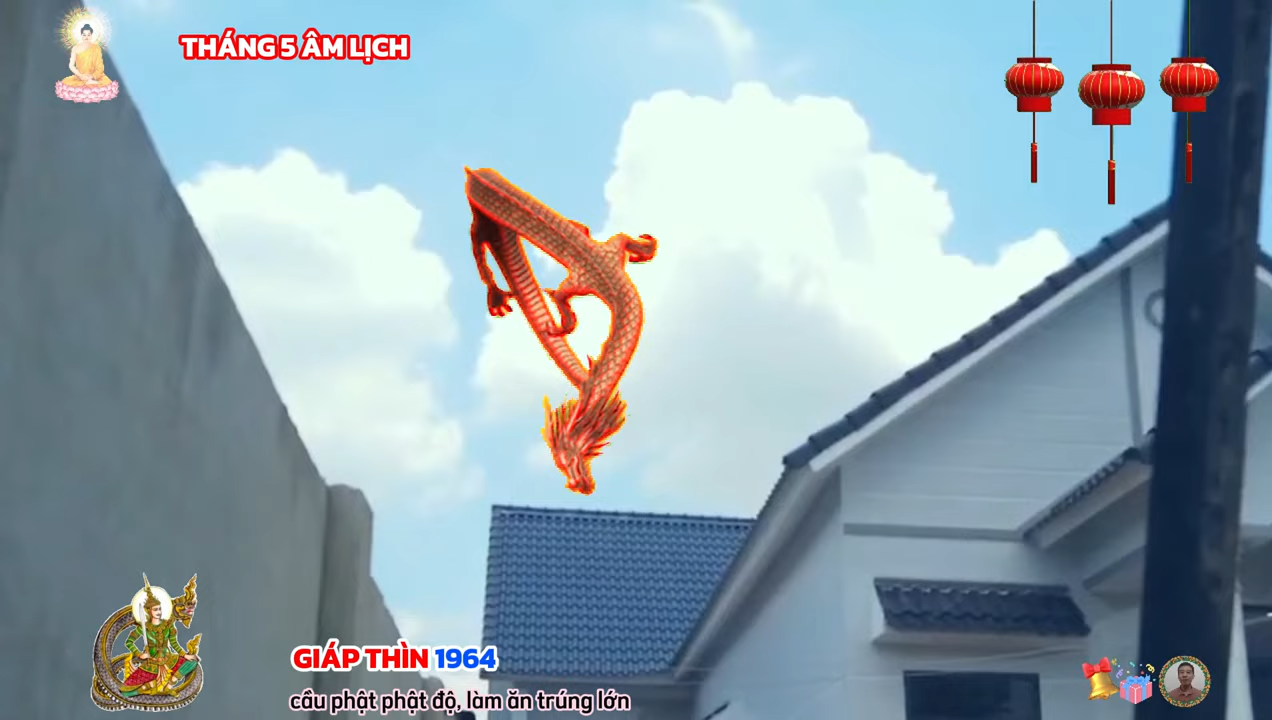 THÁNG 5 ÂM LỊCH
GIÁP THÌN 1964
cầu phật phật độ, làm ăn trúng lớn